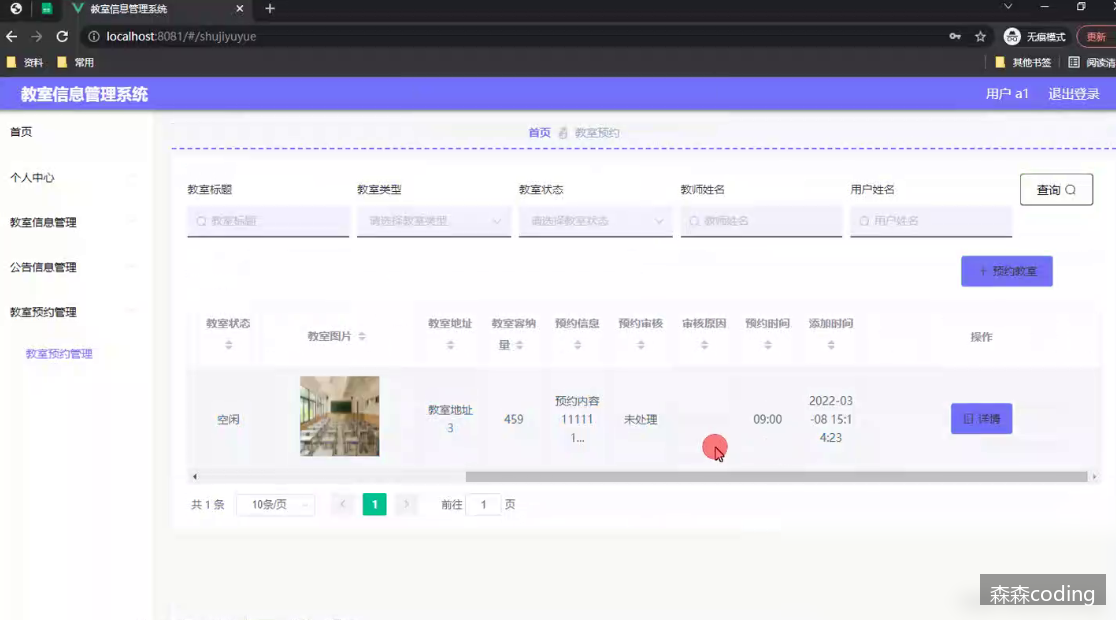 教室信息管理系统
localhost:8081/#/shujiyuyue
无痕模式
更新
资料
常用
其他书签
阅读清
教室信息管理系统
用户 a1
退出登录
首页
个人中心
教室信息管理
公告信息管理
教室预约管理
教室预约管理
首页
教室预约
教室标题
教室类型
教室状态
教师姓名
用户姓名
查询
教室标题
请选择教室类型
请选择教室状态
教师姓名
用户姓名
+ 预约教室
教室状态
教室图片
教室地址
教室容纳
量
预约信息
预约审核
审核原因
预约时间
添加时间
操作
空闲
教室地址
3
459
预约内容
11111
1...
未处理
09:00
2022-03
-08 15:1
4:23
详情
共 1 条
10条/页
1
前往
1
页
森森coding